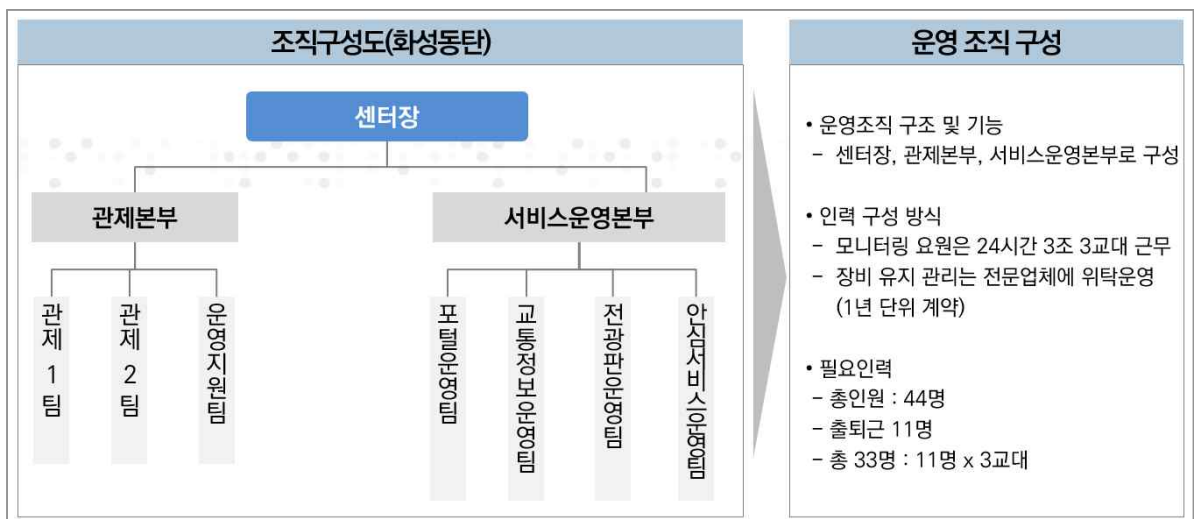 조직구성도(화성동탄)
센터장
관제본부
서비스운영본부
관제 1팀
관제 2팀
운영지원팀
포털운영팀
교통정보운영팀
전광판운영팀
안심서비스운영팀
운영 조직 구성
• 운영조직 구조 및 기능
– 센터장, 관제본부, 서비스운영본부로 구성
• 인력 구성 방식
– 모니터링 요원은 24시간 3조 3교대 근무
– 장비 유지 관리는 전문업체에 위탁운영
(1년 단위 계약)
• 필요인력
– 총인원 : 44명
– 출퇴근 11명
– 총 33명 : 11명 x 3교대